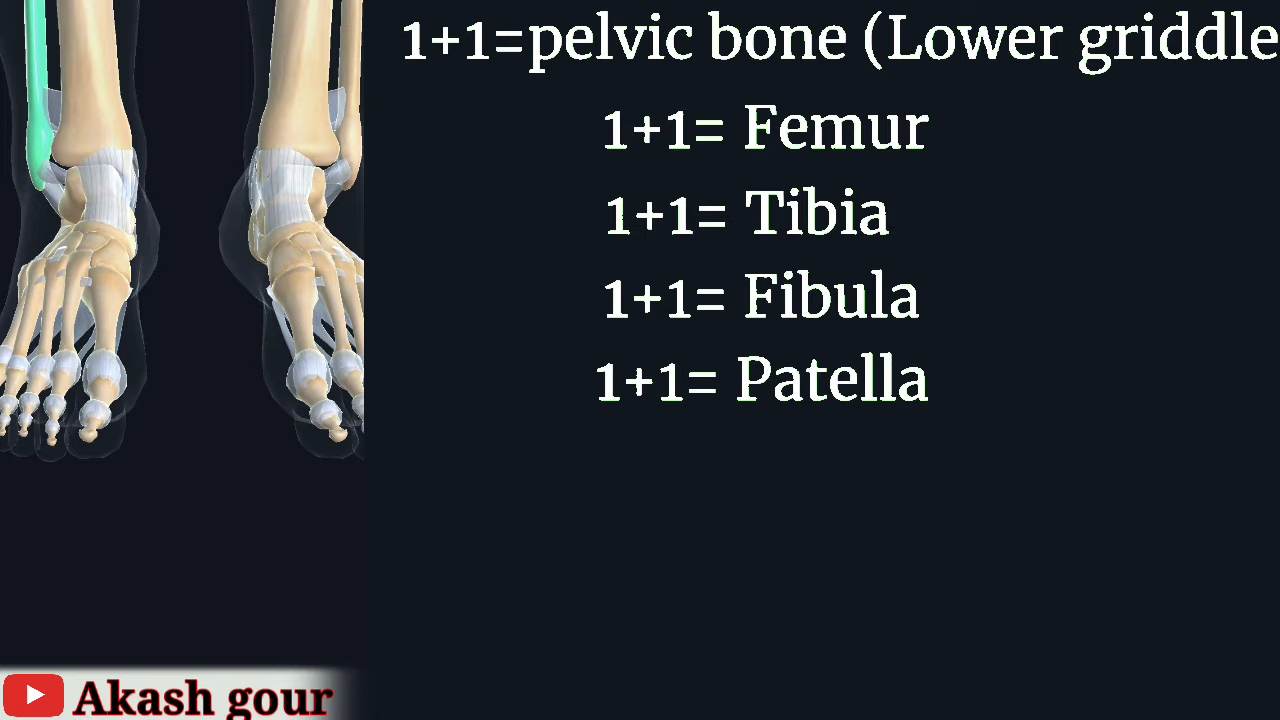 1+1=pelvic bone (Lower griddle
1+1= Femur
1+1= Tibia
1+1= Fibula
1+1= Patella
Akash gour